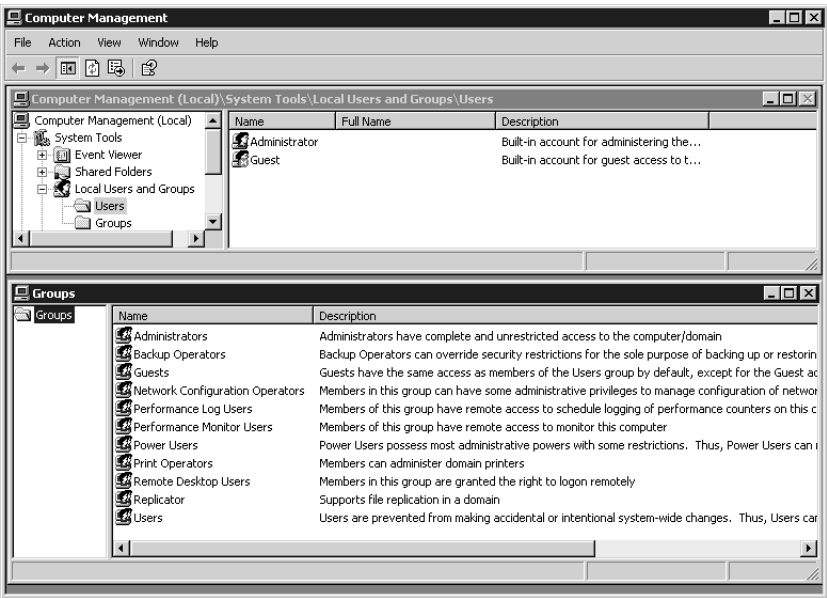 Computer Management
File Action View Window Help
Computer Management (Local)\System Tools\Local Users and Groups\Users
Computer Management (Local)
System Tools
Event Viewer
Shared Folders
Local Users and Groups
Users
Groups
Name Full Name Description
Administrator Built-in account for administering the...
Guest Built-in account for guest access to t...
Groups
Groups
Name Description
Administrators Administrators have complete and unrestricted access to the computer/domain
Backup Operators Backup Operators can override security restrictions for the sole purpose of backing up or restorin
Guests Guests have the same access as members of the Users group by default, except for the Guest ac
Network Configuration Operators Members in this group can have some administrative privileges to manage configuration of networ
Performance Log Users Members of this group have remote access to schedule logging of performance counters on this c
Performance Monitor Users Members of this group have remote access to monitor this computer
Power Users Power Users possess most administrative powers with some restrictions. Thus, Power Users can
Print Operators Members can administer domain printers
Remote Desktop Users Members in this group are granted the right to logon remotely
Replicator Supports file replication in a domain
Users Users are prevented from making accidental or intentional system-wide changes. Thus, Users car